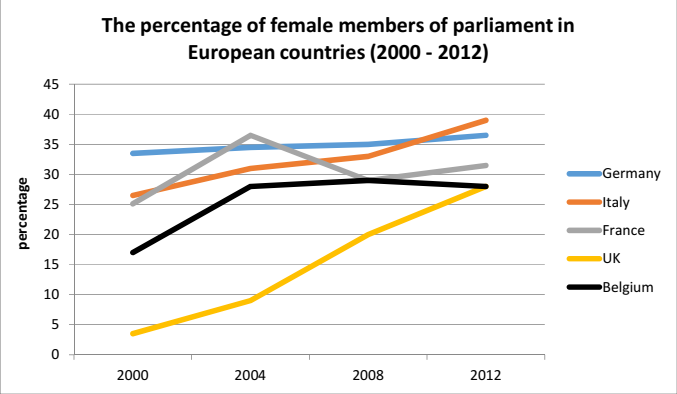 The percentage of female members of parliament in
European countries (2000 - 2012)
45
40
35
30
25
20
15
10
5
0
percentage
2000 2004 2008 2012
Germany
Italy
France
UK
Belgium